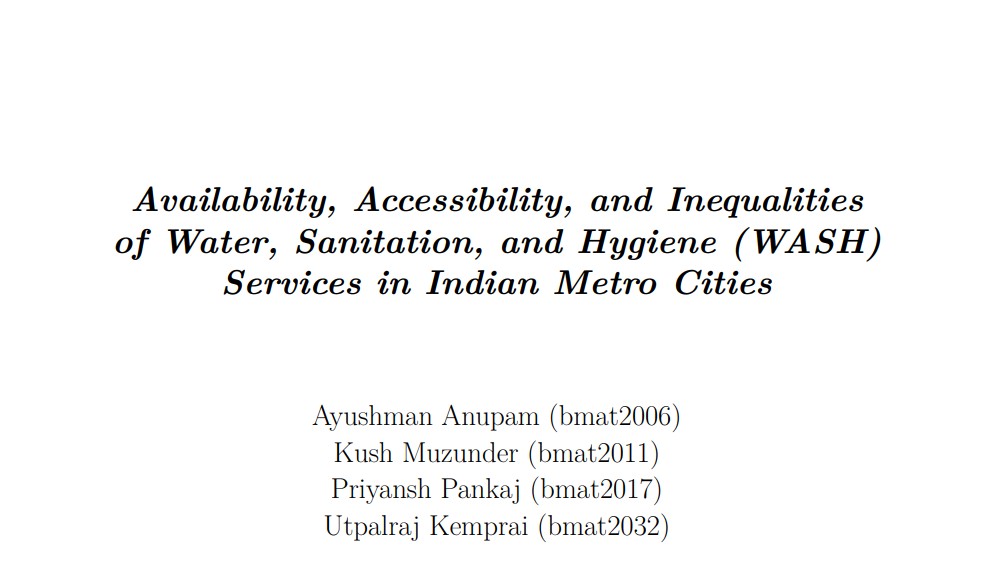 Availability, Accessibility, and Inequalities
of Water, Sanitation, and Hygiene (WASH)
Services in Indian Metro Cities
Ayushman Anupam (bmat2006)
Kush Muzunder (bmat2011)
Priyansh Pankaj (bmat2017)
Utpalraj Kemprai (bmat2032)